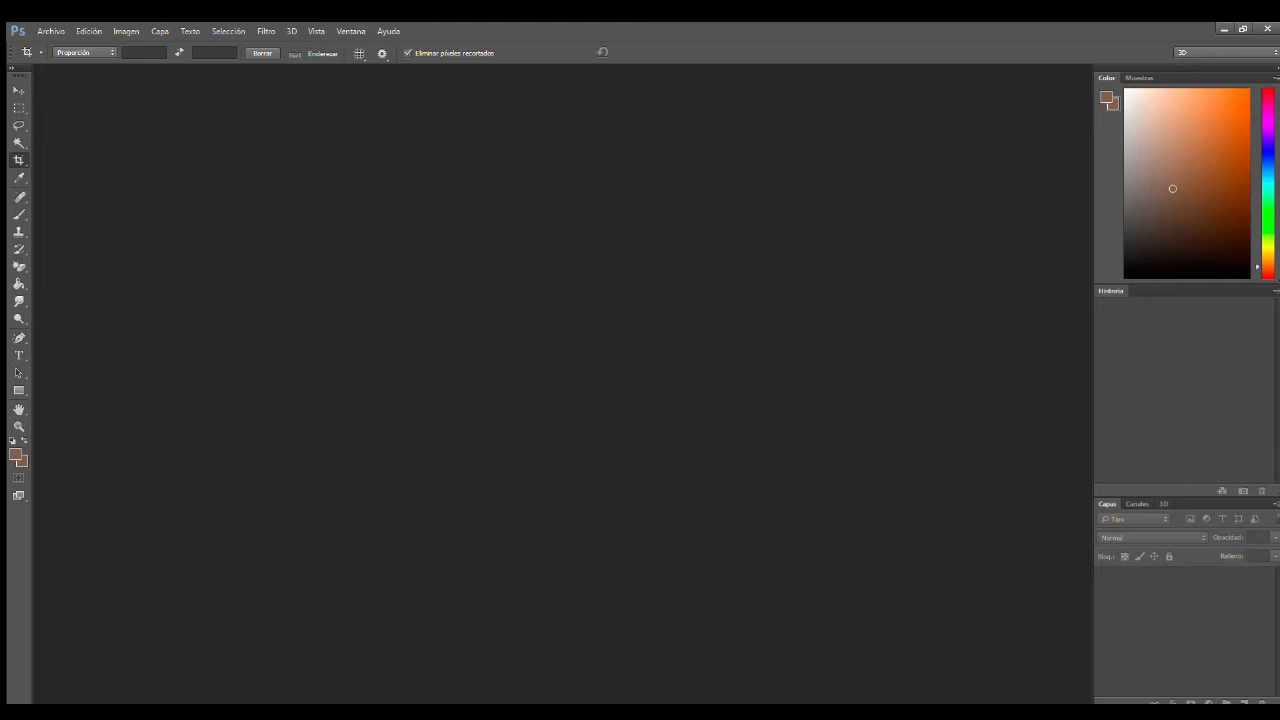 Ps Archivo Edición Imagen Capa Texto Selección Filtro 3D Vista Ventana Ayuda
Proporción Borrar Enderezar Eliminar píxeles recortados 3D
Color Muestras
Historia
Capas Canales 3D
Tipo
Normal Opacidad:
Bloq.: Relleno: